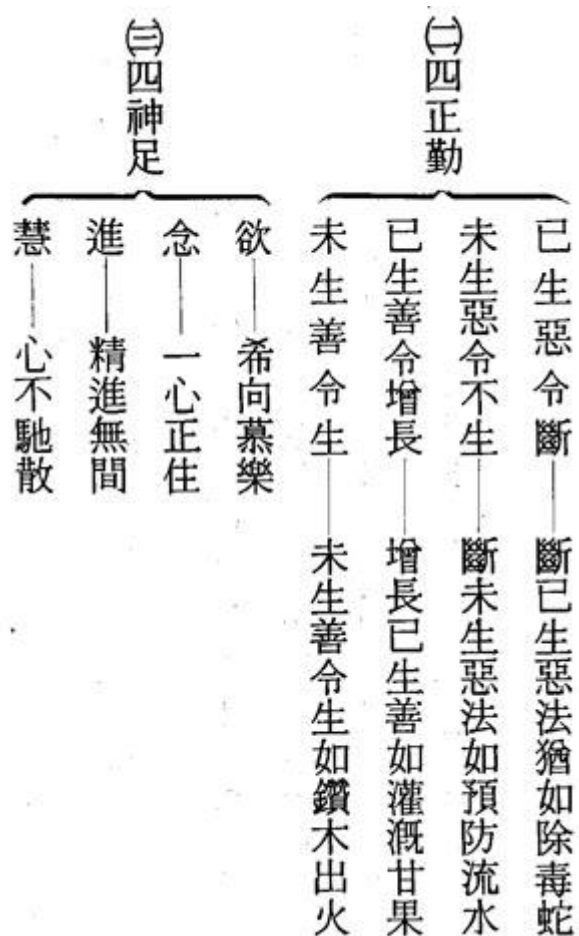 ㈡四正勤
已生惡令斷——斷已生惡法猶如除毒蛇
未生惡令不生——斷未生惡法如預防流水
已生善令增長——增長已生善如灌溉甘果
未生善令生——未生善令生如鑽木出火
㈢四神足
欲——希向慕樂
念——一心正住
進——精進無間
慧——心不馳散